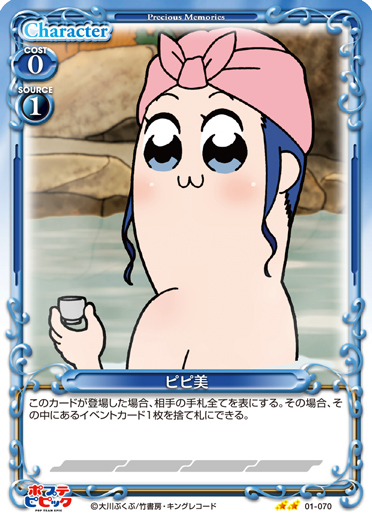 Precious Memories
Character
COST
0
SOURCE
1
ピピ美
このカードが登場した場合、相手の手札全てを表にする。その場合、そ
の中にあるイベントカード1枚を捨て札にできる。
ポプテ
ピピック
POP TEAM EPIC
©大川ぶくぶ/竹書房・キングレコード
01-070